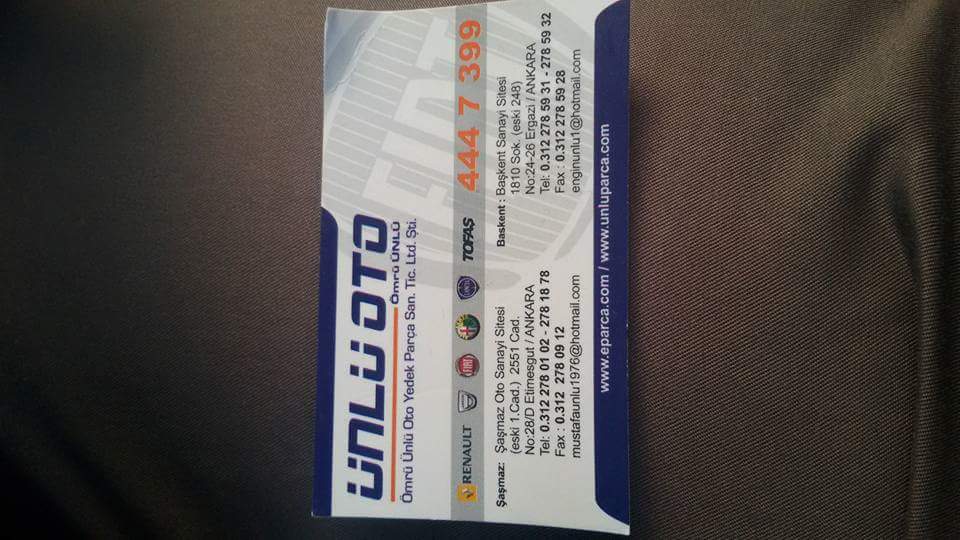 ÜNLÜ OTO
ÖMRÜ ÜNLÜ
Ömrü Ünlü Oto Yedek Parça San. Tic. Ltd. Şti.
RENAULT FIAT TOFAŞ 444 7 399
Şaşmaz: Şaşmaz Oto Sanayi Sitesi
(eski 1.Cad.) 2551 Cad.
No:28/D Etimesgut / ANKARA
Tel: 0.312 278 01 02 - 278 18 78
Fax : 0.312 278 09 12
mustafaunlu1976@hotmail.com
Baskent : Başkent Sanayi Sitesi
1810 Sok. (eski 248)
No:24-26 Ergazi / ANKARA
Tel: 0.312 278 59 31 - 278 59 32
Fax : 0.312 278 59 28
enginunlu1@hotmail.com
www.eparca.com / www.unluparca.com